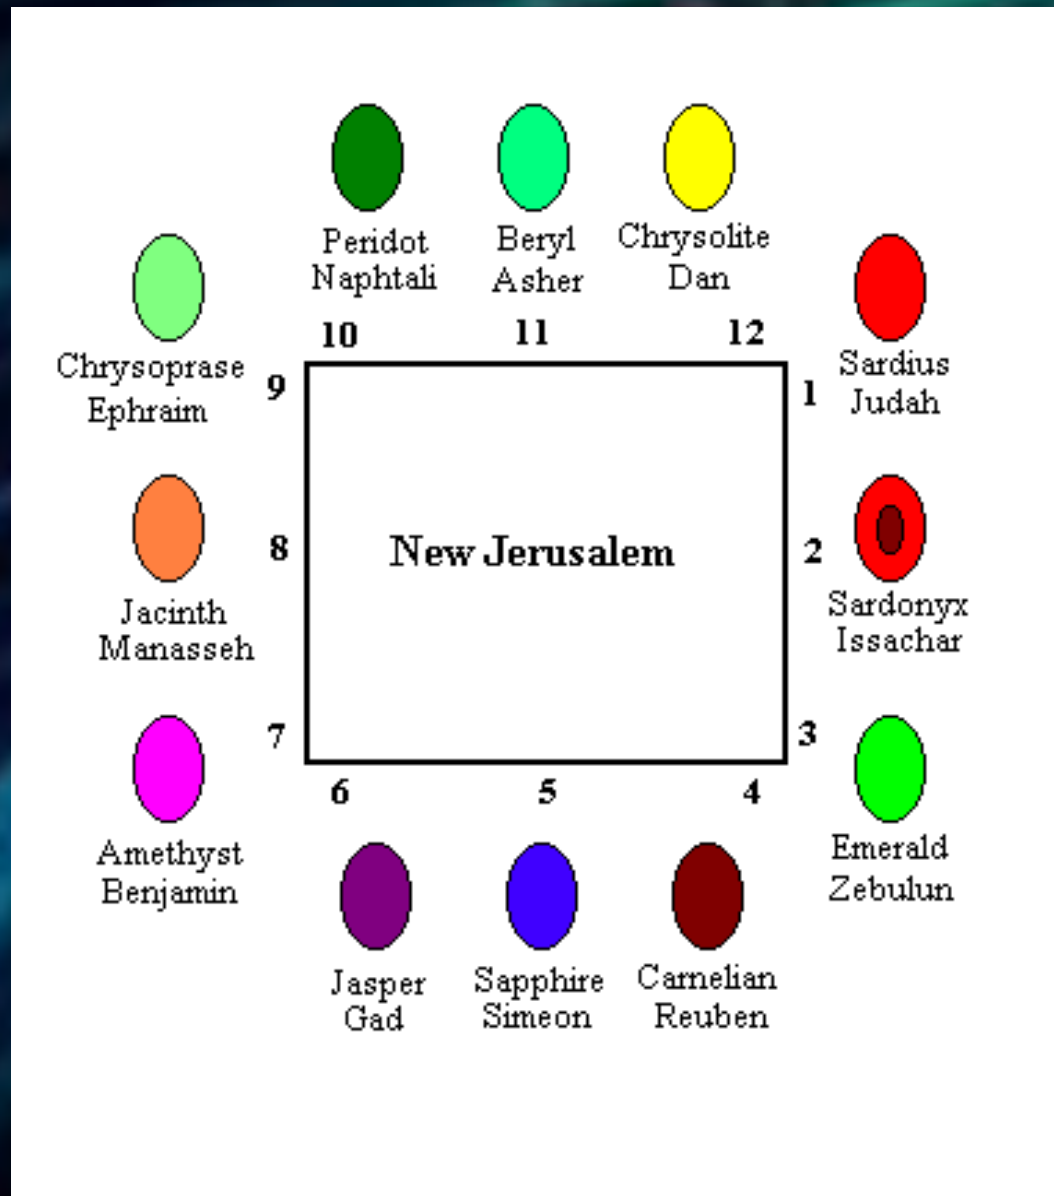 Peridot
Naphtali
Beryl
Asher
Chrysolite
Dan
10
11
12
Chrysoprase
Ephraim
9
1
Sardius
Judah
Jacinth
Manasseh
8
New Jerusalem
2
Sardonyx
Issachar
Amethyst
Benjamin
7
3
Emerald
Zebulun
6
5
4
Jasper
Gad
Sapphire
Simeon
Carnelian
Reuben